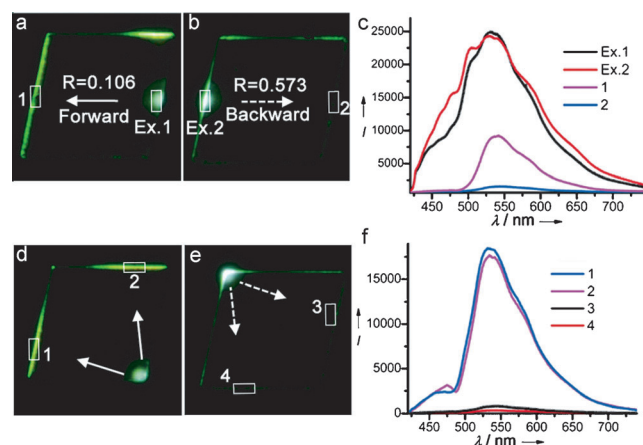 a
R=0.106
1
Forward
Ex.1
b
R=0.573
Ex.2
Backward
2
c
25000
20000
15000
10000
5000
I
Ex.1
Ex.2
1
2
450 500 550 600 650 700
λ / nm
d
2
1
e
3
4
f
15000
10000
5000
0
I
1
2
3
4
450 500 550 600 650 700
λ / nm